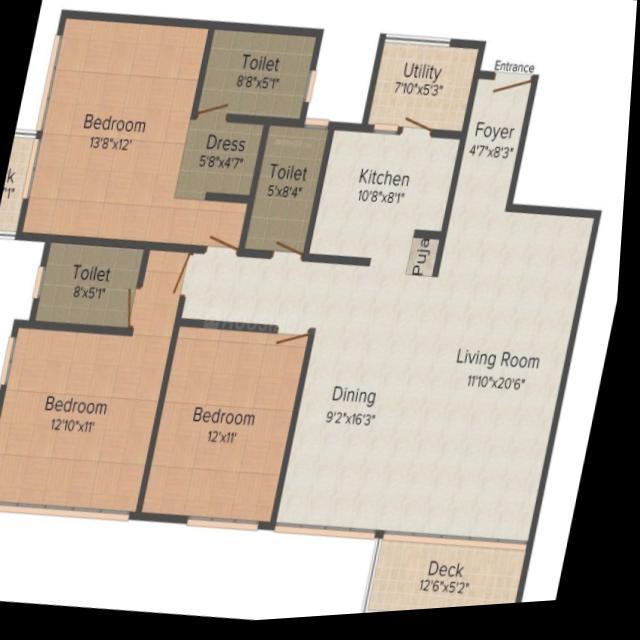 Toilet
8'8"x5'1"
Utility
7'10"x5'3"
Entrance
Bedroom
13'8"x12'
Foyer
4'7"x8'3"
Dress
5'8"x4'7"
Toilet
5'x8'4"
Kitchen
10'8"x8'1"
k
'1"
Puja
Toilet
8'x5'1"
Living Room
11'10"x20'6"
Dining
9'2"x16'3"
Bedroom
12'10"x11'
Bedroom
12'x11'
Deck
12'6"x5'2"